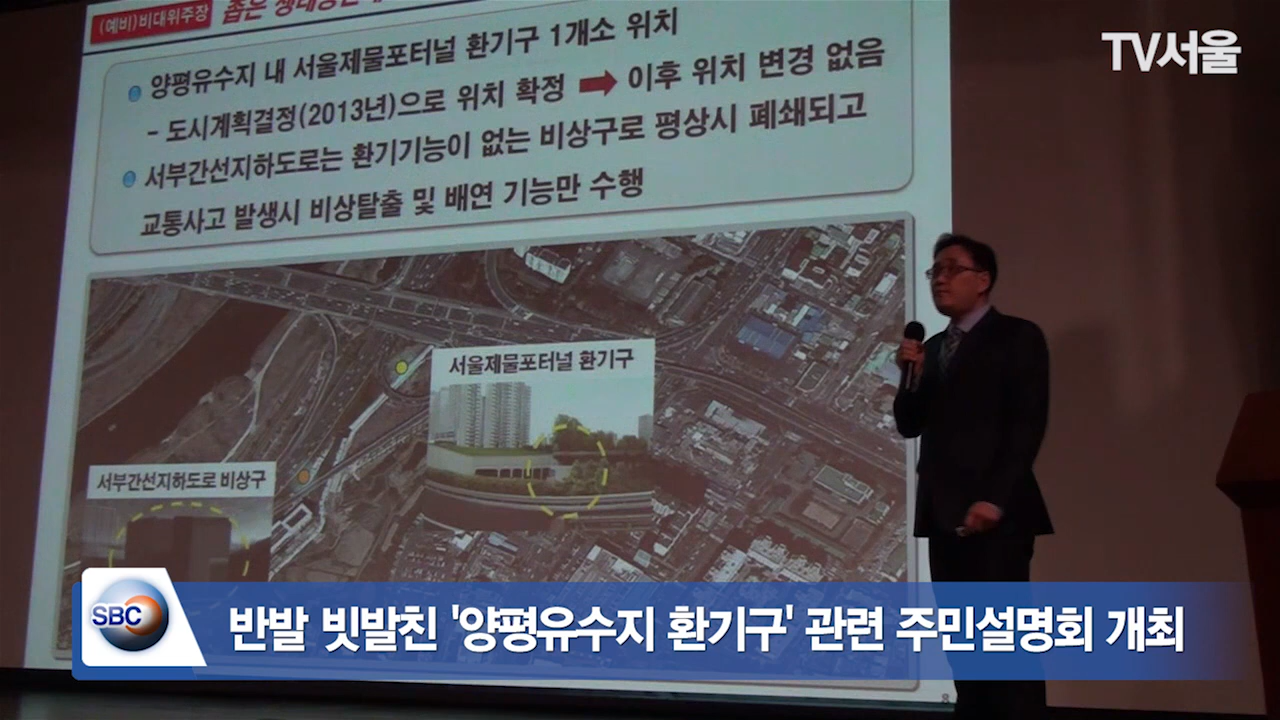 (예비)비대위주장
TV서울
양평유수지 내 서울제물포터널 환기구 1개소 위치
- 도시계획결정(2013년)으로 위치 확정 이후 위치 변경 없음
서부간선지하도로는 환기기능이 없는 비상구로 평상시 폐쇄되고
교통사고 발생시 비상탈출 및 배연 기능만 수행
서울제물포터널 환기구
서부간선지하도로 비상구
SBC
반발 빗발친 '양평유수지 환기구' 관련 주민설명회 개최
8